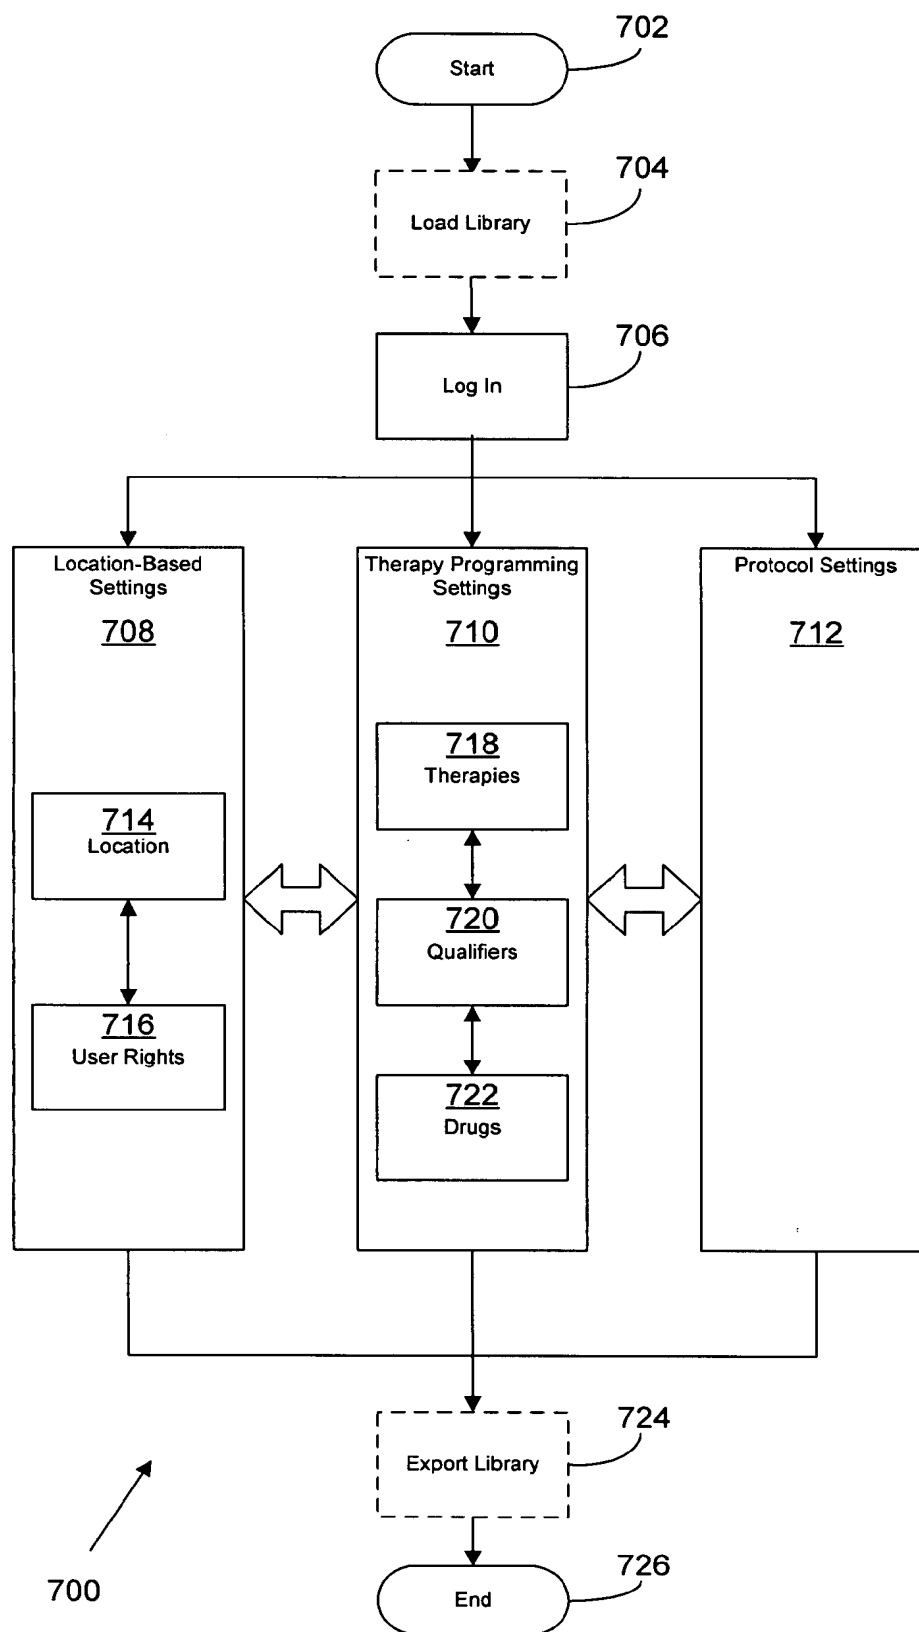 702
Start
704
Load Library
706
Log In
Location-Based
Settings
708
Therapy Programming
Settings
710
Protocol Settings
712
718
Therapies
714
Location
720
Qualifiers
716
User Rights
722
Drugs
724
Export Library
726
End
700